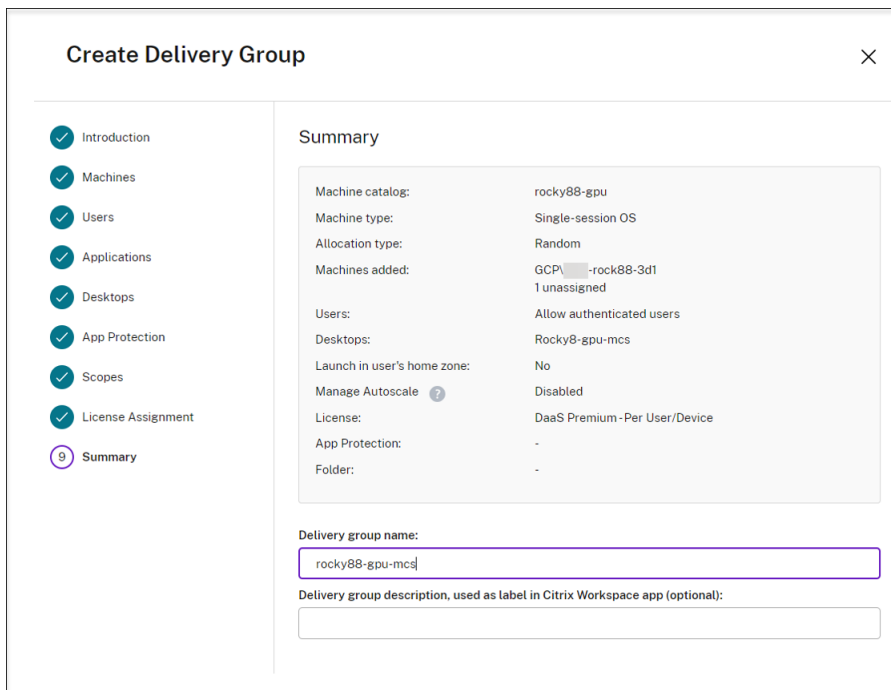 Create Delivery Group
Introduction
Machines
Users
Applications
Desktops
App Protection
Scopes
License Assignment
9 Summary
Summary
Machine catalog: rocky88-gpu
Machine type: Single-session OS
Allocation type: Random
Machines added: GCP\ -rock88-3d1
1 unassigned
Users: Allow authenticated users
Desktops: Rocky8-gpu-mcs
Launch in user's home zone: No
Manage Autoscale ? Disabled
License: DaaS Premium - Per User/Device
App Protection: -
Folder: -
Delivery group name:
rocky88-gpu-mcs
Delivery group description, used as label in Citrix Workspace app (optional):